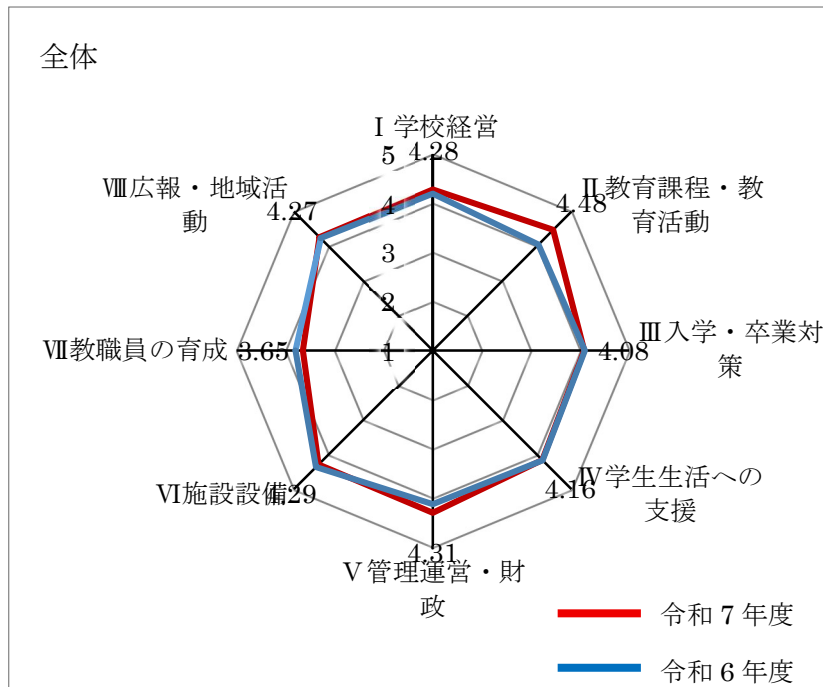 全体
Ⅰ学校経営
4.28
5
Ⅱ教育課程・教
育活動
4.48
Ⅷ広報・地域活
動
4.27
4
3
2
1
Ⅲ入学・卒業対
策
4.08
Ⅶ教職員の育成
3.65
Ⅳ学生生活への
支援
4.16
Ⅵ施設設備
4.29
4.31
Ⅴ管理運営・財
政
令和7年度
令和6年度